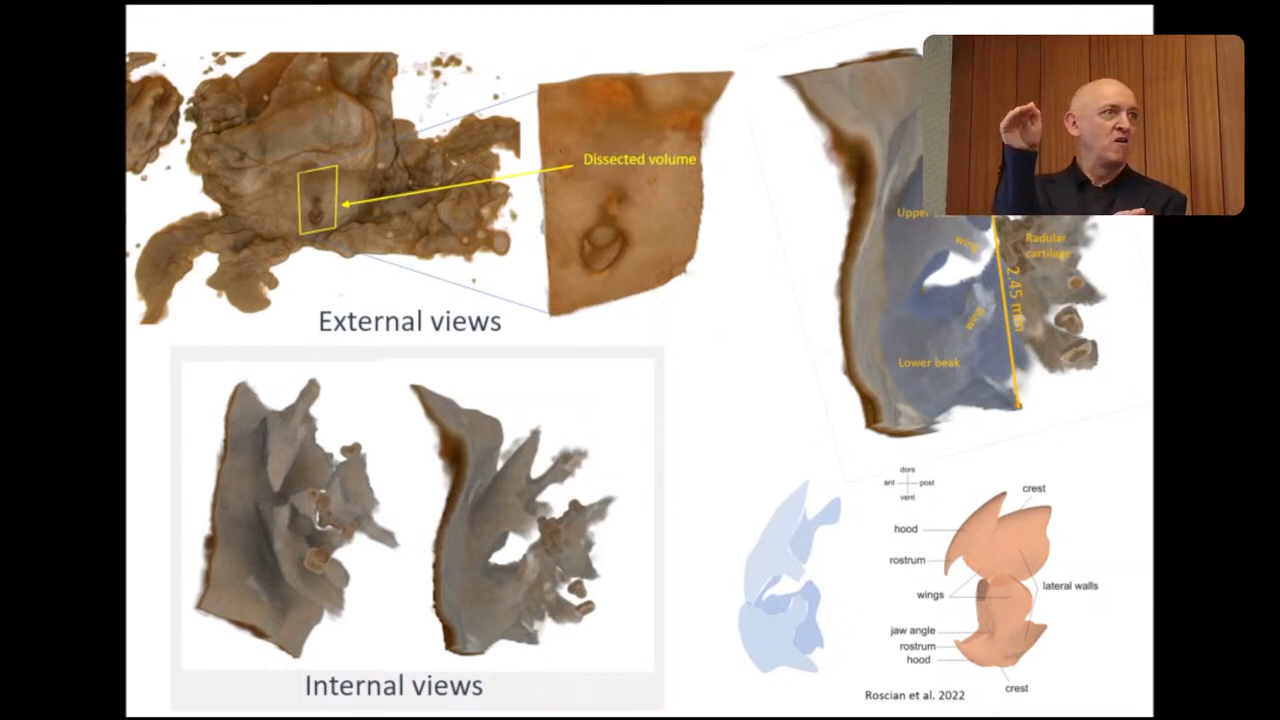 Dissected volume
External views
Internal views
Upper
wing
Radular
cartilage
2.45
wing
Lower beak
dors
ant
post
vent
crest
hood
rostrum
lateral walls
wings
jaw angle
rostrum
hood
crest
Roscian et al. 2022